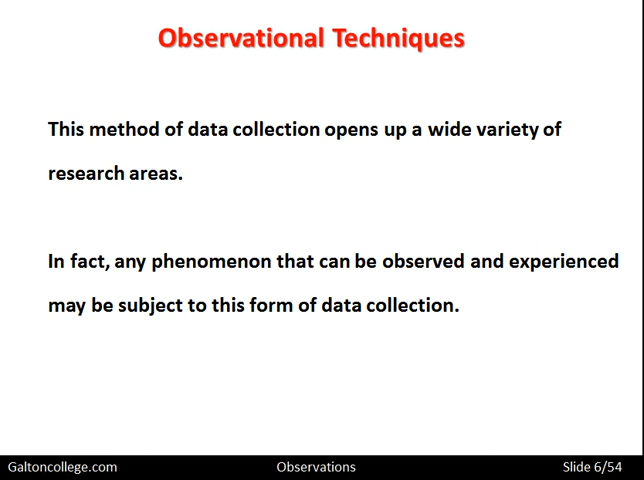 Observational Techniques
This method of data collection opens up a wide variety of
research areas.
In fact, any phenomenon that can be observed and experienced
may be subject to this form of data collection.
Galtoncollege.com Observations Slide 6/54